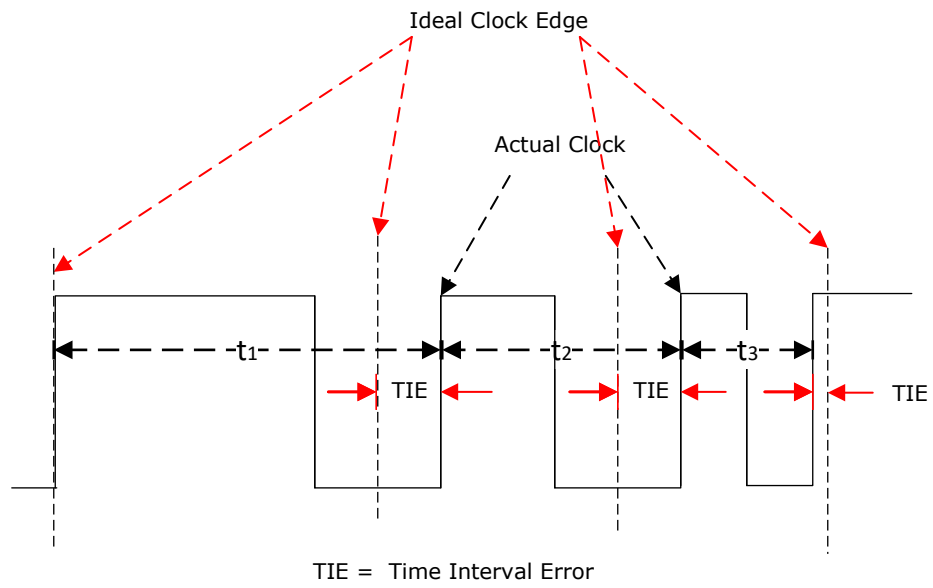 Ideal Clock Edge
Actual Clock
t1
t2
t3
TIE
TIE
TIE
TIE = Time Interval Error